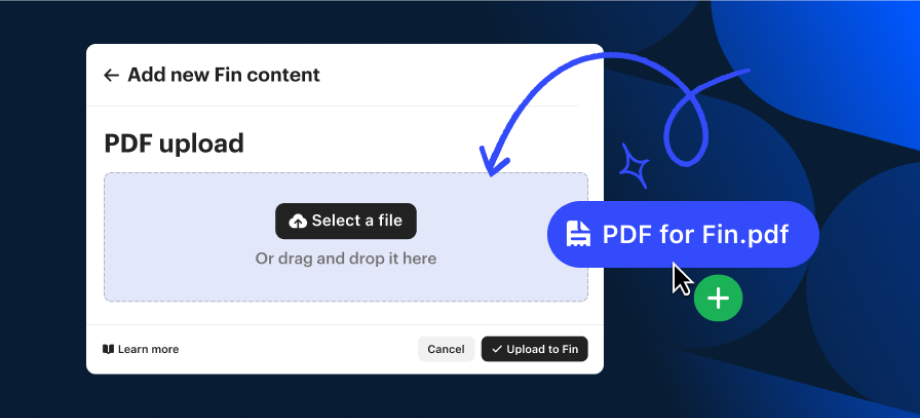 Add new Fin content
PDF upload
Select a file
Or drag and drop it here
PDF for Fin.pdf
Learn more
Cancel
Upload to Fin